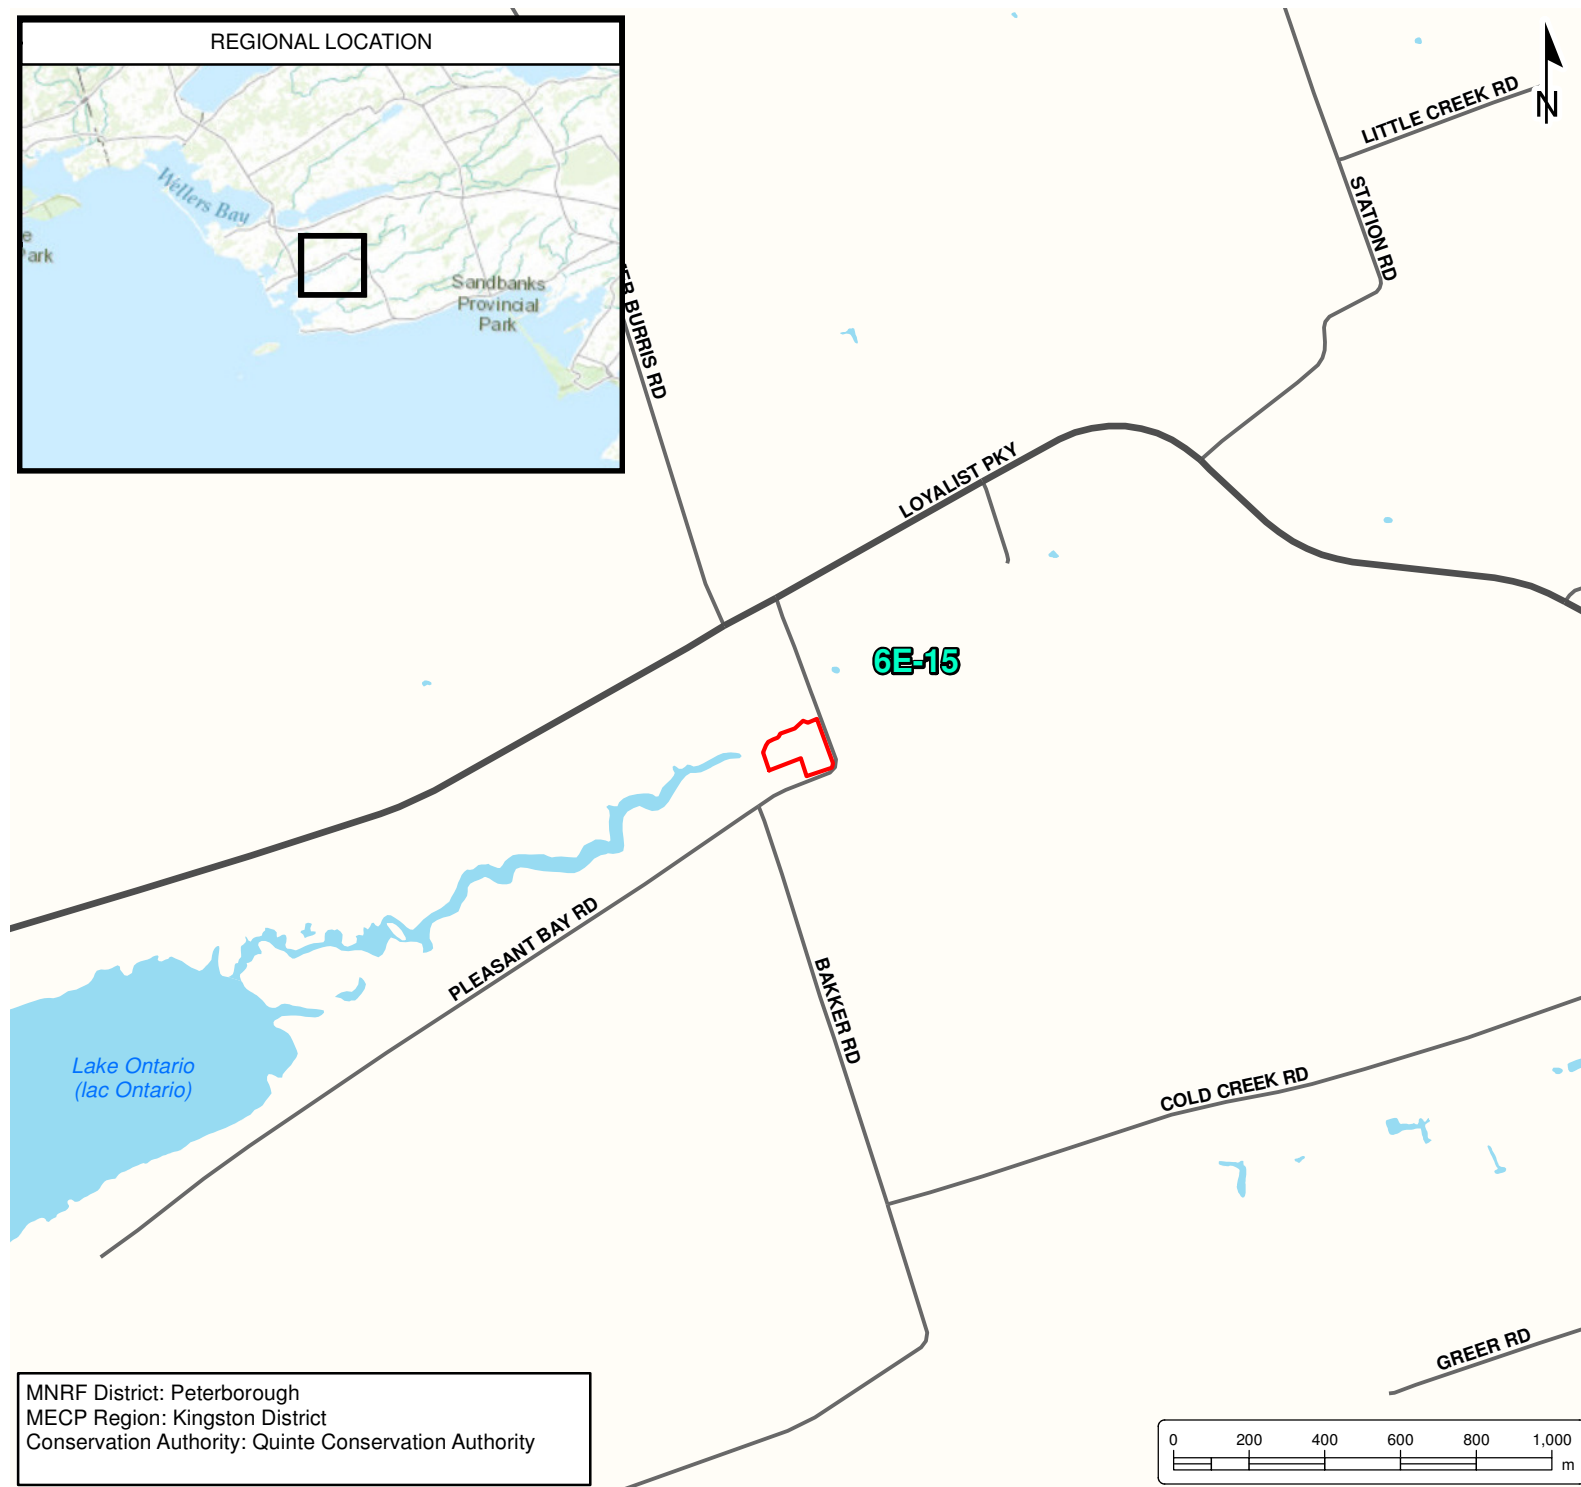 REGIONAL LOCATION
Wellers Bay
Park
Sandbanks
Provincial
Park
N
LITTLE CREEK RD
STATION RD
BURRIS RD
LOYALIST PKY
6E-15
PLEASANT BAY RD
BAKKER RD
Lake Ontario
(lac Ontario)
COLD CREEK RD
GREER RD
MNRF District: Peterborough
MECP Region: Kingston District
Conservation Authority: Quinte Conservation Authority
0 200 400 600 800 1,000
m